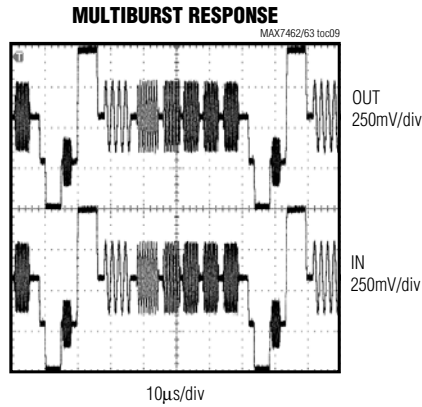 MULTIBURST RESPONSE
MAX7462/63 toc09
T
OUT
250mV/div
IN
250mV/div
10μs/div